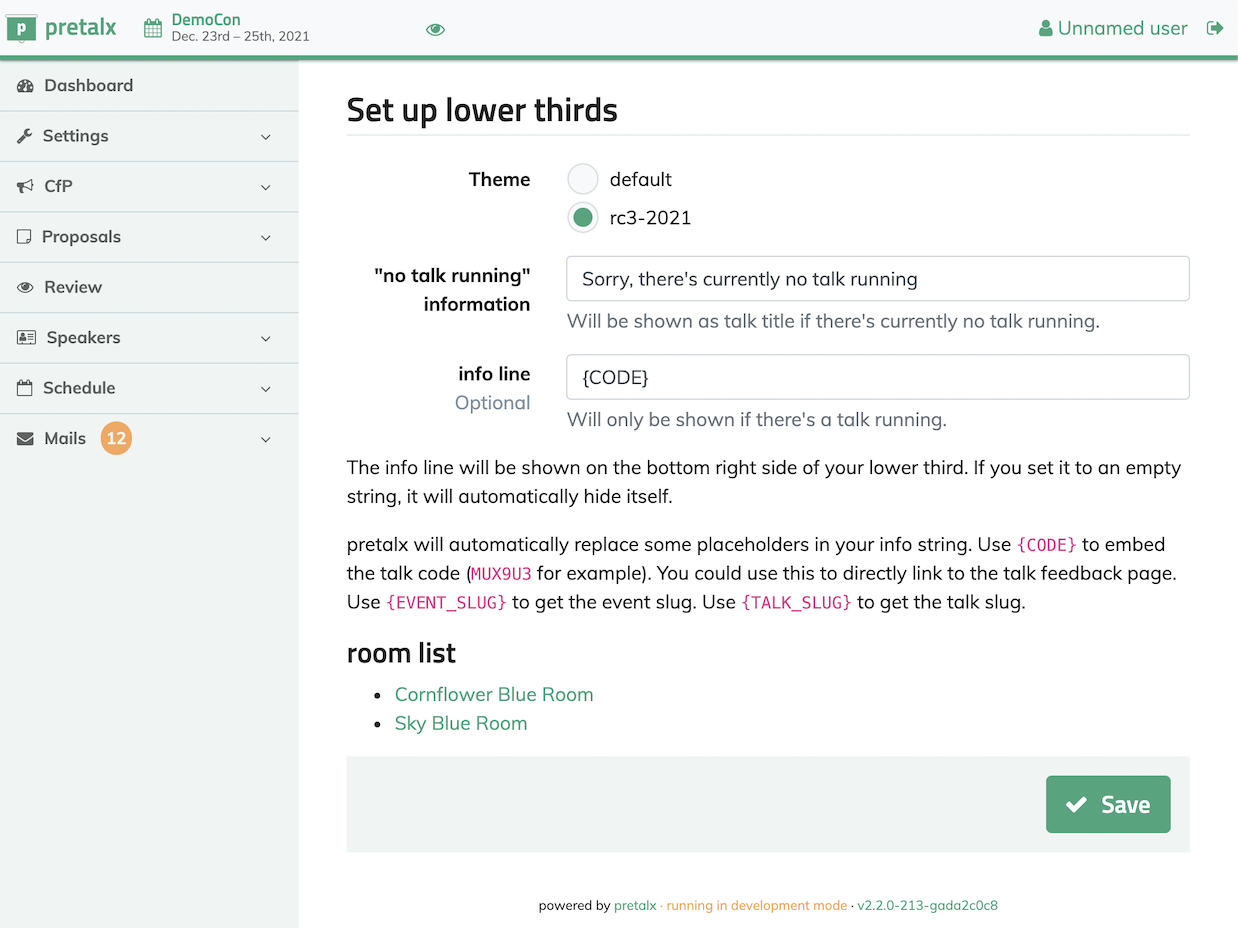 p pretalx
DemoCon
Dec. 23rd – 25th, 2021
Unnamed user
Dashboard
Settings
CfP
Proposals
Review
Speakers
Schedule
Mails 12
Set up lower thirds
Theme
default
rc3-2021
"no talk running"
information
Sorry, there's currently no talk running
Will be shown as talk title if there's currently no talk running.
info line
Optional
{CODE}
Will only be shown if there's a talk running.
The info line will be shown on the bottom right side of your lower third. If you set it to an empty
string, it will automatically hide itself.
pretalx will automatically replace some placeholders in your info string. Use {CODE} to embed
the talk code (MUX9U3 for example). You could use this to directly link to the talk feedback page.
Use {EVENT_SLUG} to get the event slug. Use {TALK_SLUG} to get the talk slug.
room list
Cornflower Blue Room
Sky Blue Room
Save
powered by pretalx · running in development mode · v2.2.0-213-gada2c0c8